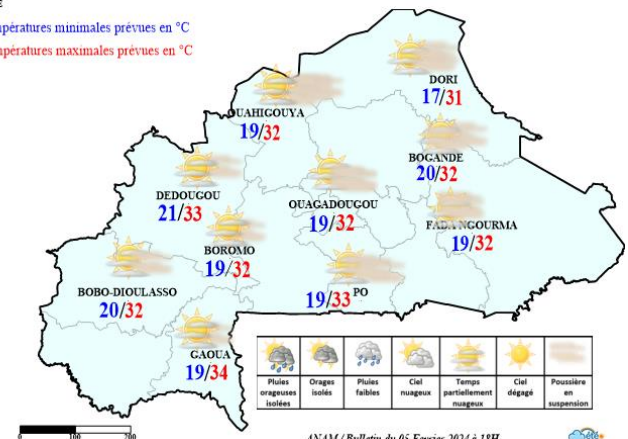 pératures minimales prévues en °C
pératures maximales prévues en °C
DORI
17/31
OUAHIGOUYA
19/32
BOGANDE
20/32
DEDOUGOU
21/33
OUAGADOUGOU
19/32
FADA NGOURMA
19/32
BOROMO
19/32
BOBO-DIOULASSO
20/32
19/33 PO
GAOUA
19/34
Pluies orageuses isolées
Orages isolés
Pluies faibles
Ciel nuageux
Temps partiellement nuageux
Ciel dégagé
Poussière en suspension
0 100 200
ANAM / Bulletin du 05 Fevrier 2024 à 18H